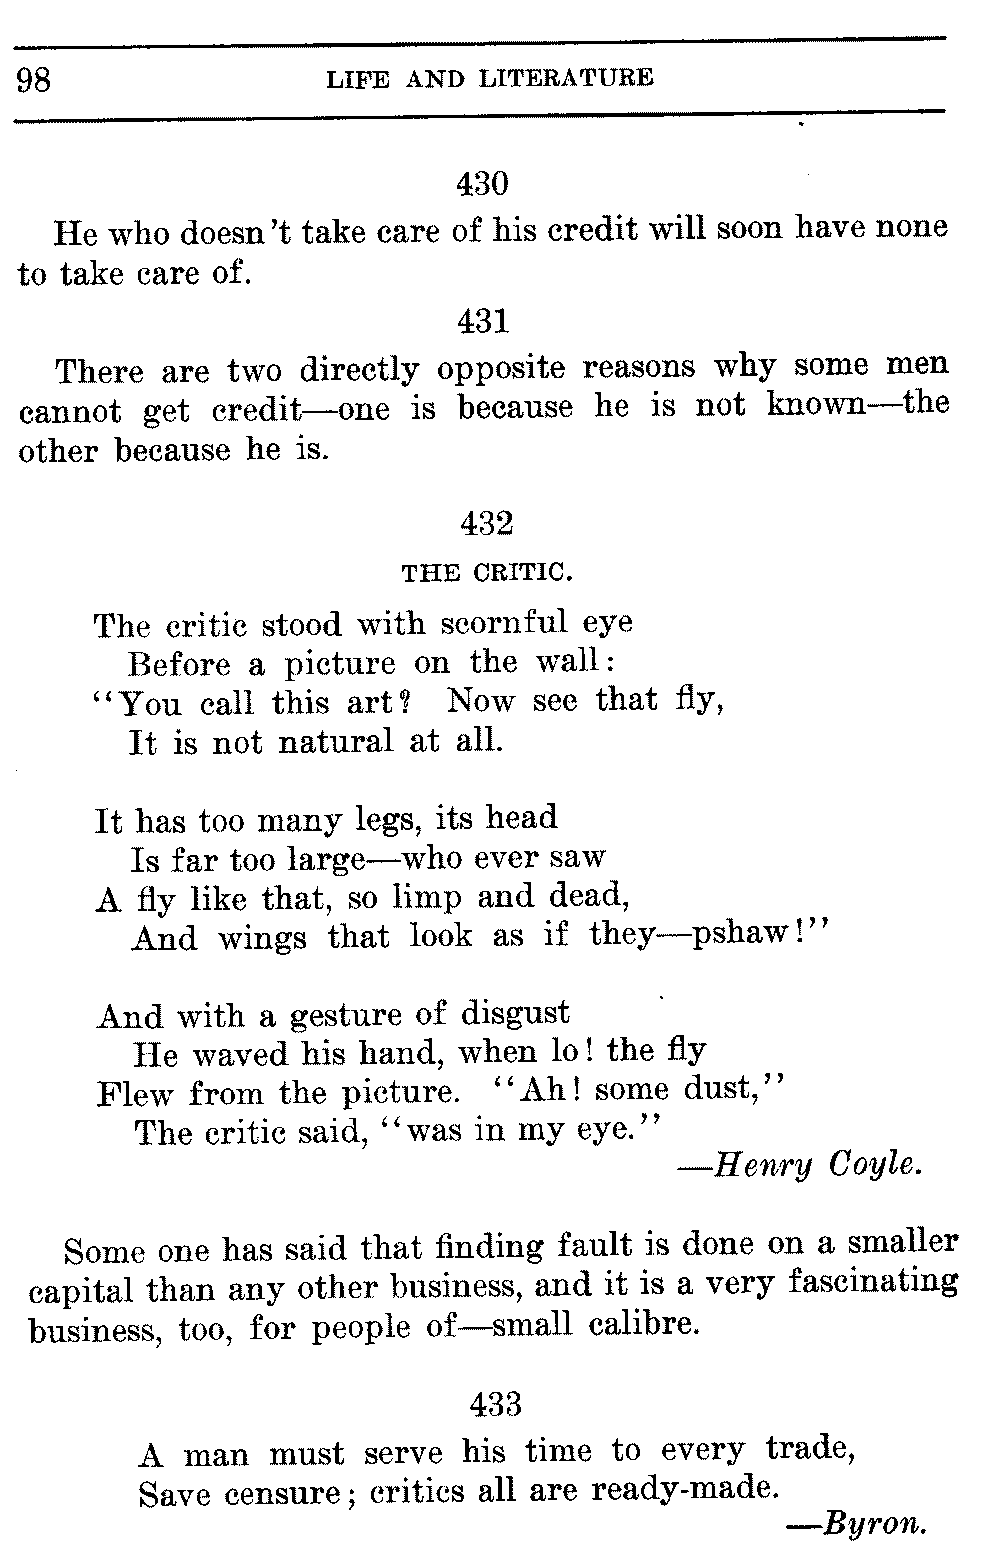 98 LIFE AND LITERATURE
430
He who doesn't take care of his credit will soon have none
to take care of.
431
There are two directly opposite reasons why some men
cannot get credit—one is because he is not known—the
other because he is.
432
THE CRITIC.
The critic stood with scornful eye
Before a picture on the wall:
"You call this art? Now see that fly,
It is not natural at all.
It has too many legs, its head
Is far too large—who ever saw
A fly like that, so limp and dead,
And wings that look as if they—pshaw!"
And with a gesture of disgust
He waved his hand, when lo! the fly
Flew from the picture. "Ah! some dust,"
The critic said, "was in my eye."
—Henry Coyle.
Some one has said that finding fault is done on a smaller
capital than any other business, and it is a very fascinating
business, too, for people of—small calibre.
433
A man must serve his time to every trade,
Save censure; critics all are ready-made.
—Byron.